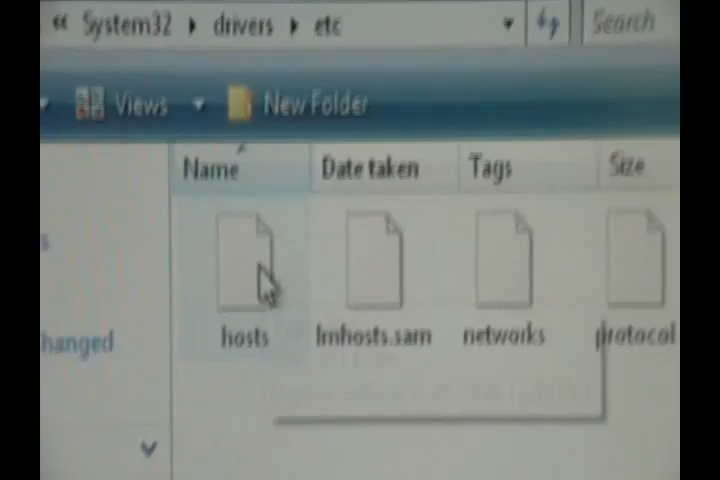 « System32 drivers etc Search
Views New Folder
Name Date taken Tags Size
hosts lmhosts.sam networks protocol
hanged